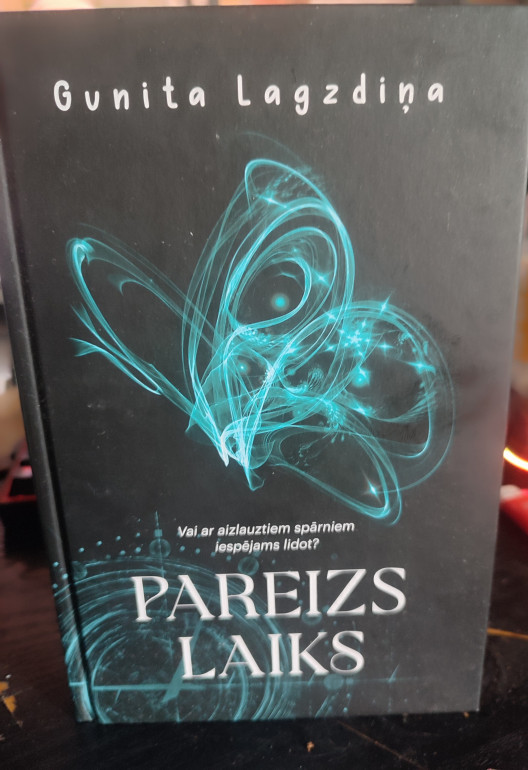 Gunita Lagzdiņa
Vai ar aizlauztiem spārniem
iespējams lidot?
PAREIZS
LAIKS